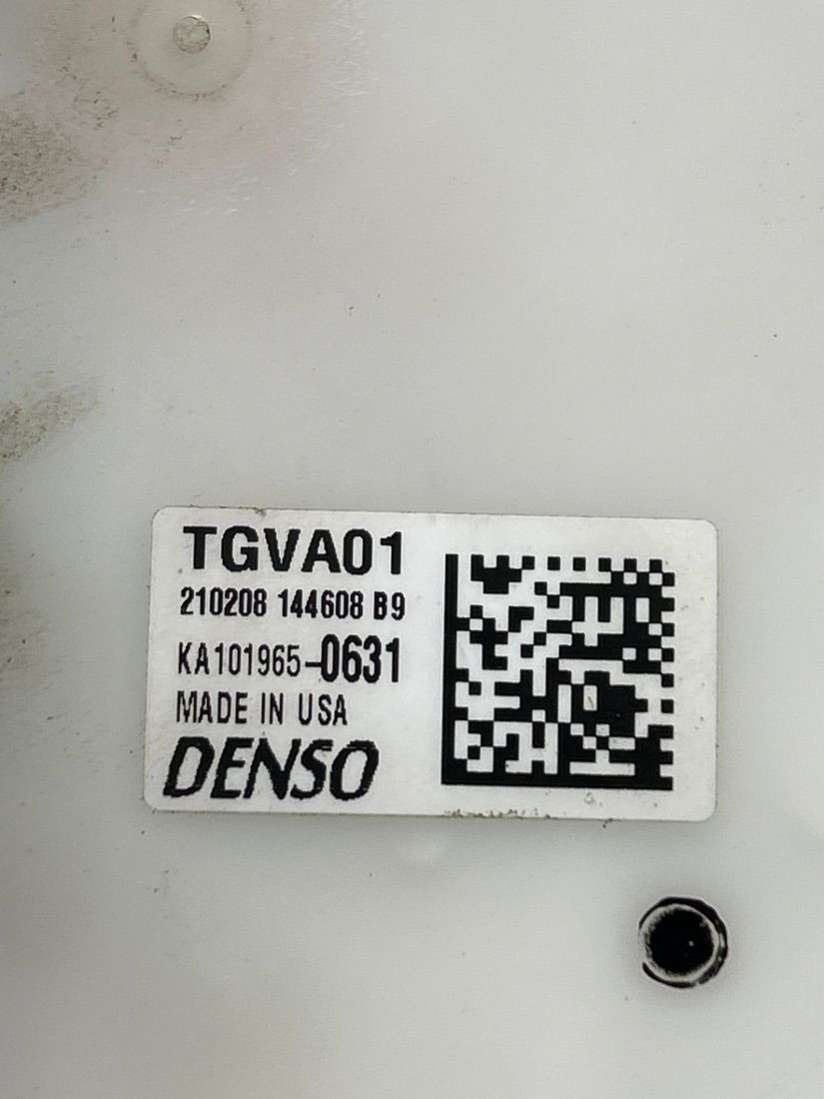 TGVA01
210208 144608 B9
KA101965-0631
MADE IN USA
DENSO